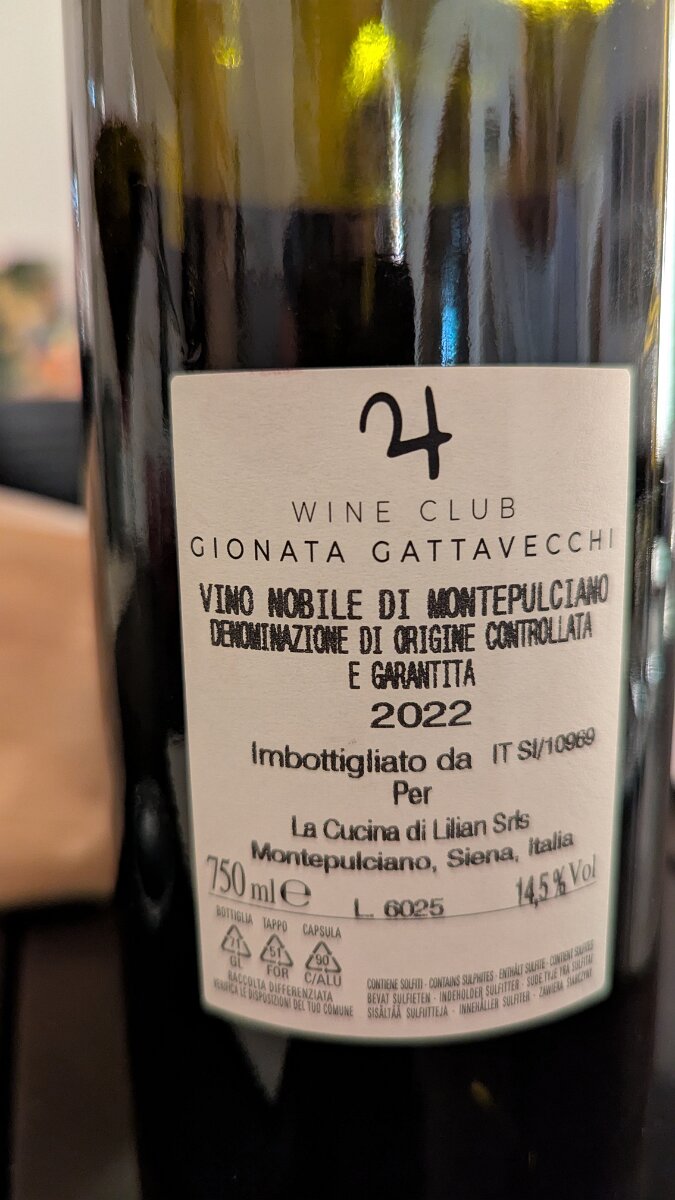 WINE CLUB
GIONATA GATTAVECCHI
VINO NOBILE DI MONTEPULCIANO
DENOMINAZIONE DI ORIGINE CONTROLLATA
E GARANTITA
2022
Imbottigliato da IT SI/10969
Per
La Cucina di Lilian Srls
Montepulciano, Siena, Italia
750 ml e
L. 6025
14,5 % Vol
BOTTIGLIA TAPPO CAPSULA
71 51 90
GL FOR C/ALU
RACCOLTA DIFFERENZIATA
VERIFICA LE DISPOSIZIONI DEL TUO COMUNE
CONTIENE SOLFITI - CONTAINS SULPHITES - ENTHÄLT SULFITE - CONTIENT SULFITES
BEVAT SULFIETEN - INDEHOLDER SULFITTER -
SISÄLTÄÄ SULFIITTEJA - INNEHÅLLER SULFITER - ZAWIERA SIARCZYNY